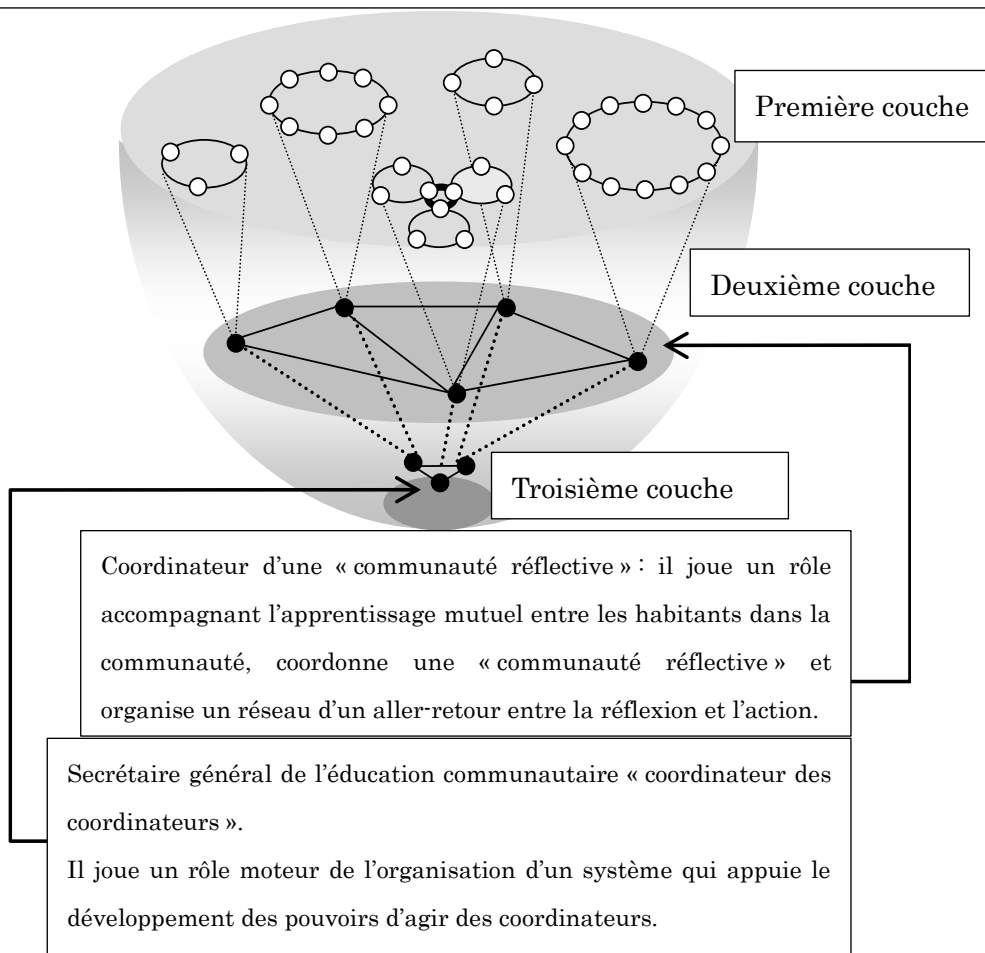 Première couche
Deuxième couche
Troisième couche
Coordinateur d’une « communauté réflective » : il joue un rôle
accompagnant l’apprentissage mutuel entre les habitants dans la
communauté, coordonne une « communauté réflective » et
organise un réseau d’un aller-retour entre la réflexion et l’action.
Secrétaire général de l’éducation communautaire « coordinateur des
coordinateurs ».
Il joue un rôle moteur de l’organisation d’un système qui appuie le
développement des pouvoirs d’agir des coordinateurs.